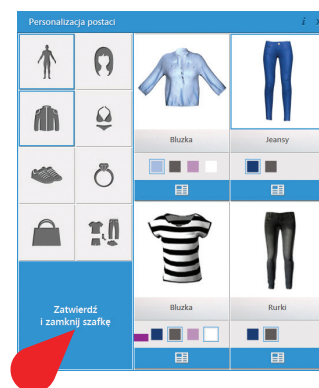 Personalizacja postaci
i
Bluzka
Jeansy
Bluzka
Rurki
Zatwierdź
i zamknij szafkę